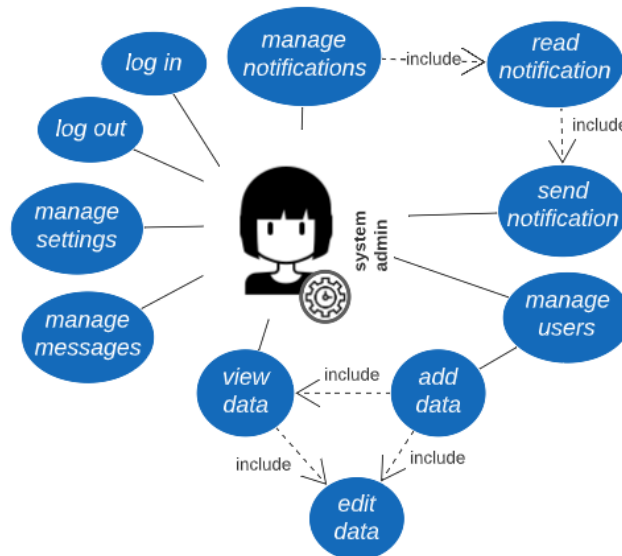 manage
notifications
include
read
notification
log in
include
log out
send
notification
manage
settings
system
admin
manage
users
manage
messages
view
data
include
add
data
include
include
edit
data